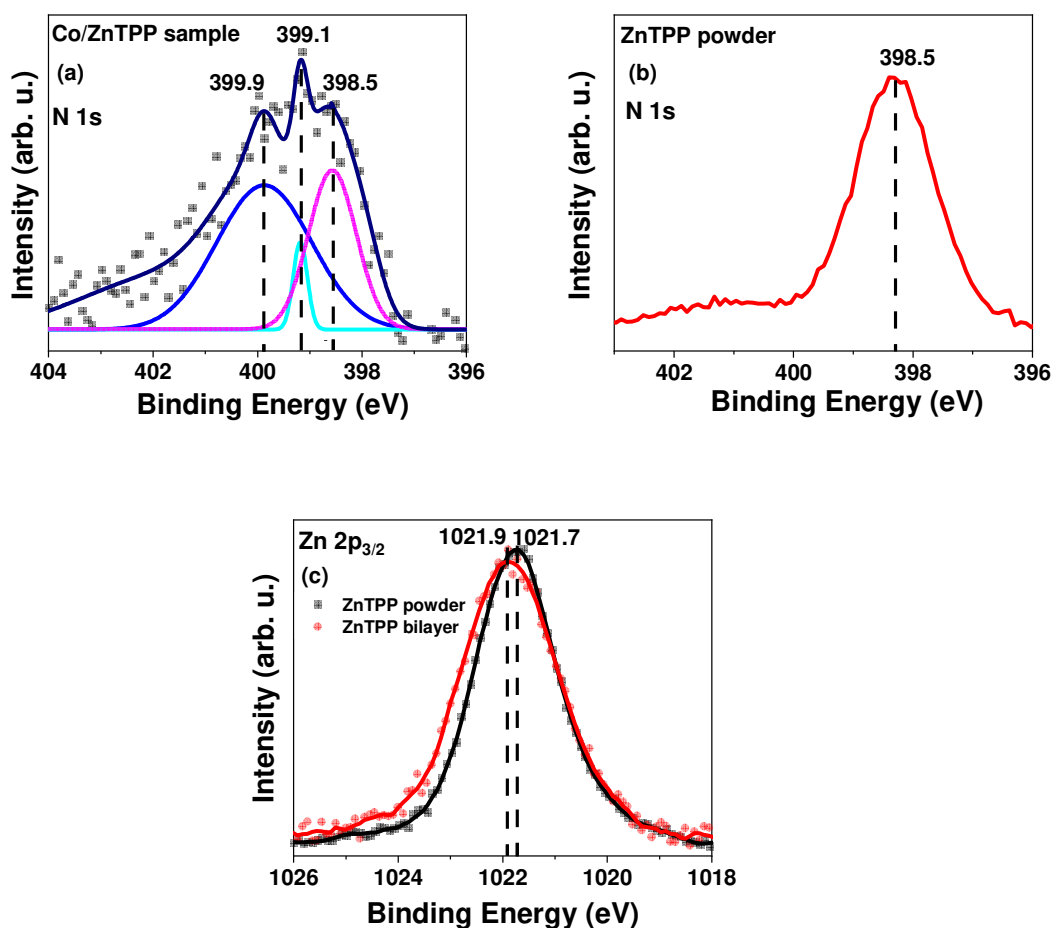 Co/ZnTPP sample
399.1
(a)
399.9
398.5
N 1s
Intensity (arb. u.)
404
402
400
398
396
Binding Energy (eV)
ZnTPP powder
398.5
(b)
N 1s
Intensity (arb. u.)
402
400
398
396
Binding Energy (eV)
Zn 2p3/2
1021.9
1021.7
(c)
ZnTPP powder
ZnTPP bilayer
Intensity (arb. u.)
1026
1024
1022
1020
1018
Binding Energy (eV)